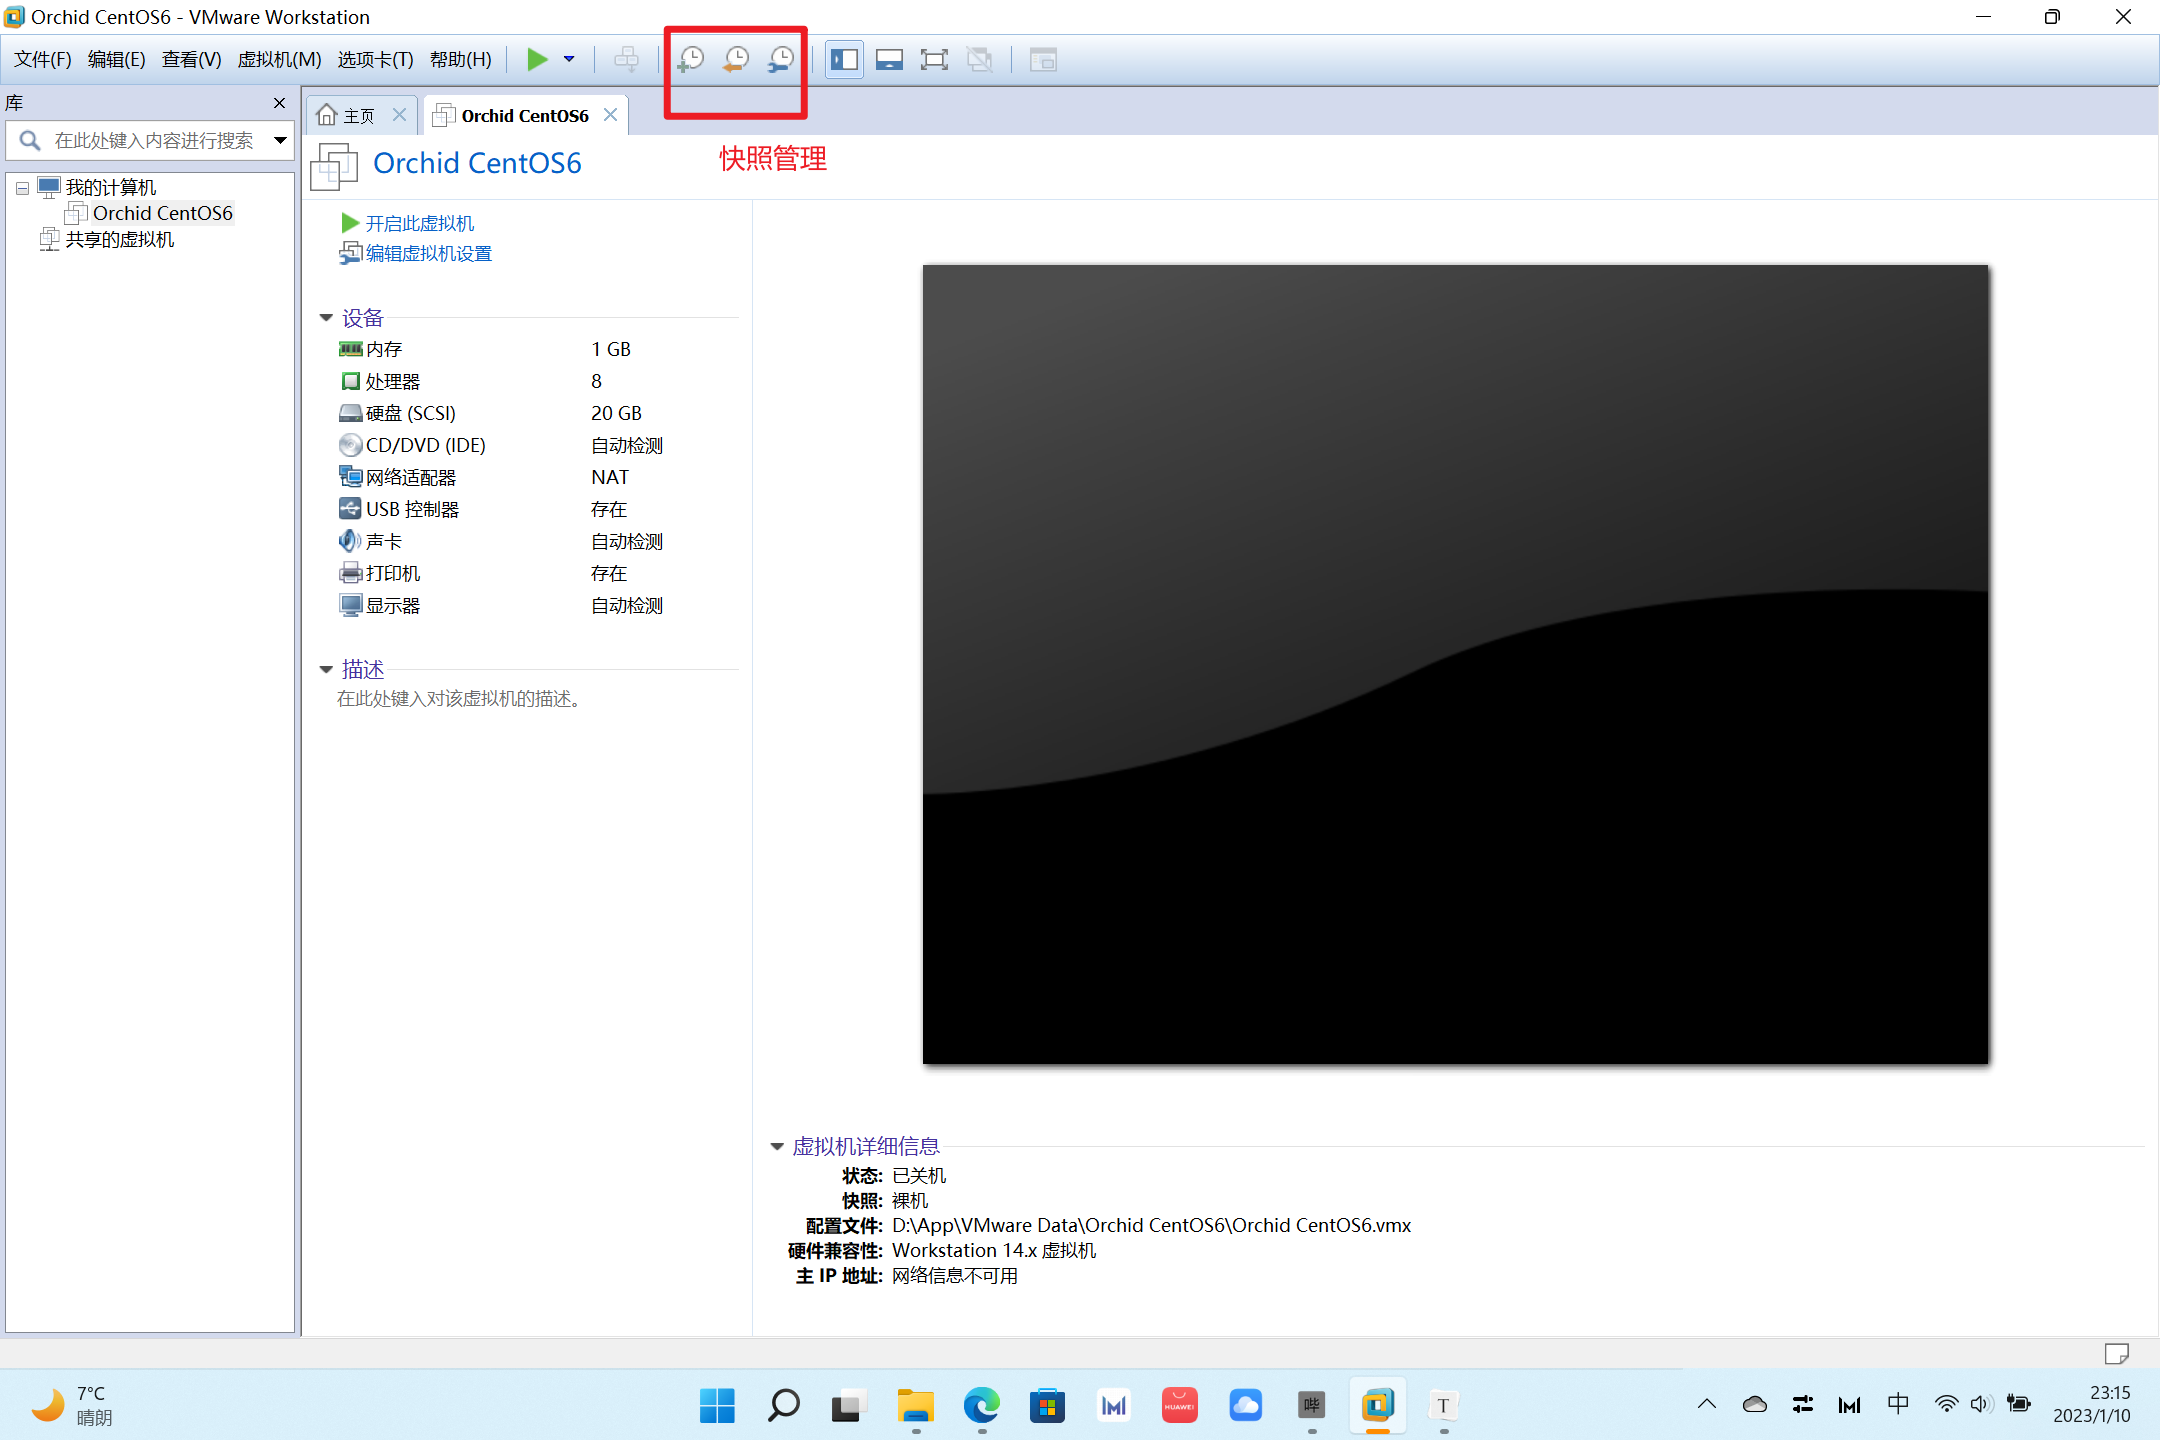 Orchid CentOS6 - VMware Workstation
文件(F) 编辑(E) 查看(V) 虚拟机(M) 选项卡(T) 帮助(H)
库
在此处键入内容进行搜索
我的计算机
Orchid CentOS6
共享的虚拟机
主页
Orchid CentOS6
快照管理
Orchid CentOS6
开启此虚拟机
编辑虚拟机设置
设备
内存 1 GB
处理器 8
硬盘 (SCSI) 20 GB
CD/DVD (IDE) 自动检测
网络适配器 NAT
USB 控制器 存在
声卡 自动检测
打印机 存在
显示器 自动检测
描述
在此处键入对该虚拟机的描述。
虚拟机详细信息
状态: 已关机
快照: 裸机
配置文件: D:\App\VMware Data\Orchid CentOS6\Orchid CentOS6.vmx
硬件兼容性: Workstation 14.x 虚拟机
主 IP 地址: 网络信息不可用
7°C
晴朗
HUAWEI
哔
T
中
23:15
2023/1/10